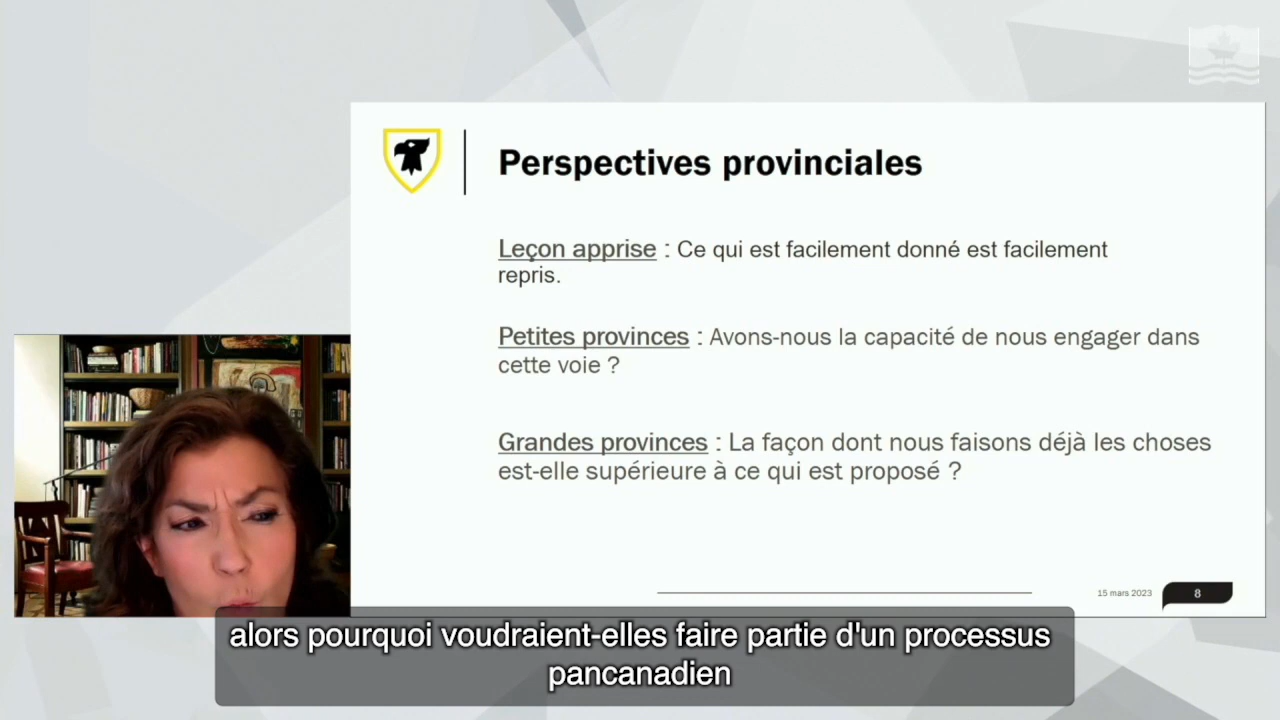 Perspectives provinciales
Leçon apprise : Ce qui est facilement donné est facilement
repris.
Petites provinces : Avons-nous la capacité de nous engager dans
cette voie ?
Grandes provinces : La façon dont nous faisons déjà les choses
est-elle supérieure à ce qui est proposé ?
15 mars 2023 8
alors pourquoi voudraient-elles faire partie d'un processus
pancanadien